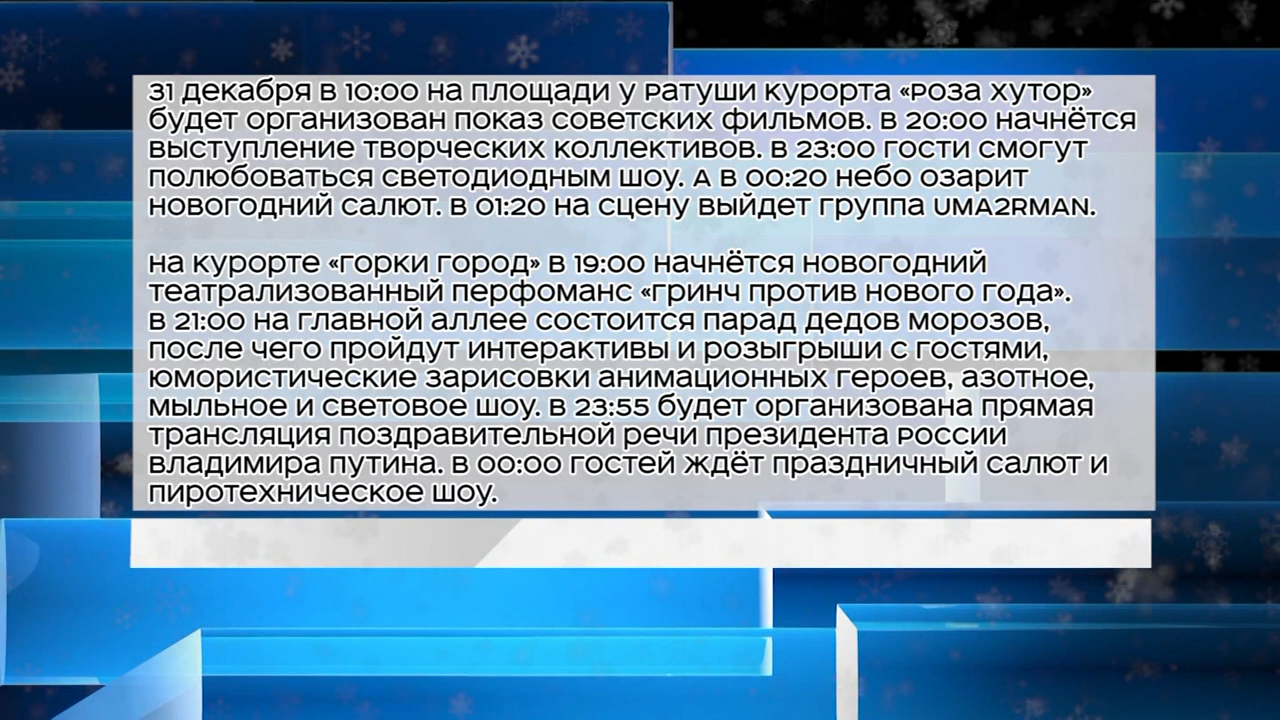 31 декабря в 10:00 на площади у Ратуши курорта «Роза хутор»
будет организован показ советских фильмов. в 20:00 начнётся
выступление творческих коллективов. в 23:00 гости смогут
полюбоваться светодиодным шоу. А в 00:20 небо озарит
новогодний салют. в 01:20 на сцену выйдет группа UMA2RMAN.
на курорте «горки город» в 19:00 начнётся новогодний
театрализованный перфоманс «гринч против нового года».
в 21:00 на главной аллее состоится парад дедов морозов,
после чего пройдут интерактивы и розыгрыши с гостями,
юмористические зарисовки анимационных героев, азотное,
мыльное и световое шоу. в 23:55 будет организована прямая
трансляция поздравительной речи президента России
владимира путина. в 00:00 гостей ждёт праздничный салют и
пиротехническое шоу.